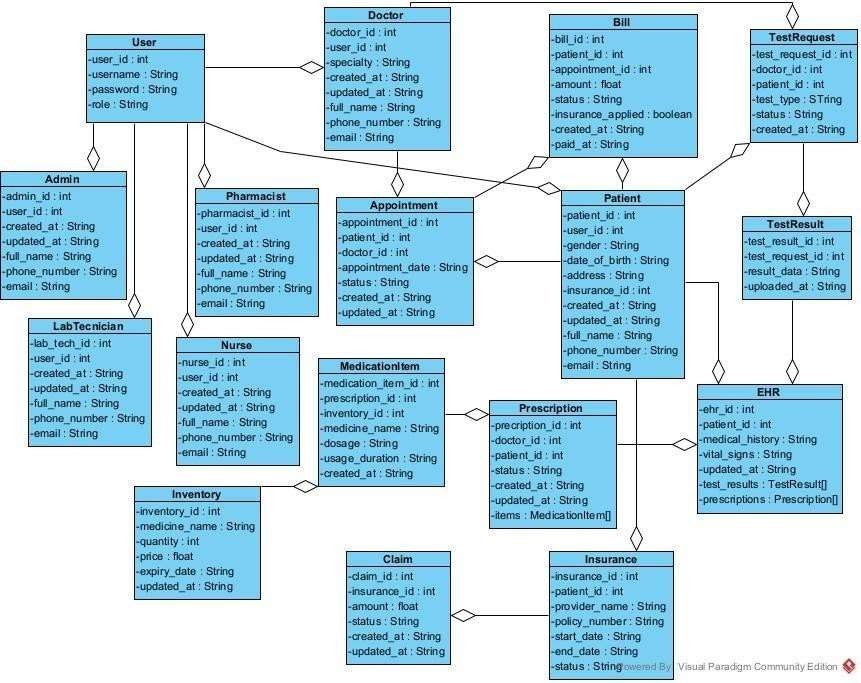 User
-user_id : int
-username : String
-password : String
-role : String
Doctor
-doctor_id : int
-user_id : int
-specialty : String
-created_at : String
-updated_at : String
-full_name : String
-phone_number : String
-email : String
Bill
-bill_id : int
-patient_id : int
-appointment_id : int
-amount : float
-status : String
-insurance_applied : boolean
-created_at : String
-paid_at : String
TestRequest
-test_request_id : int
-doctor_id : int
-patient_id : int
-test_type : STring
-status : String
-created_at : String
Admin
-admin_id : int
-user_id : int
-created_at : String
-updated_at : String
-full_name : String
-phone_number : String
-email : String
Pharmacist
-pharmacist_id : int
-user_id : int
-created_at : String
-updated_at : String
-full_name : String
-phone_number : String
-email : String
Appointment
-appointment_id : int
-patient_id : int
-doctor_id : int
-appointment_date : String
-status : String
-created_at : String
-updated_at : String
Patient
-patient_id : int
-user_id : int
-gender : String
-date_of_birth : String
-address : String
-insurance_id : int
-created_at : String
-updated_at : String
-full_name : String
-phone_number : String
-email : String
TestResult
-test_result_id : int
-test_request_id : int
-result_data : String
-uploaded_at : String
LabTecnician
-lab_tech_id : int
-user_id : int
-created_at : String
-updated_at : String
-full_name : String
-phone_number : String
-email : String
Nurse
-nurse_id : int
-user_id : int
-created_at : String
-updated_at : String
-full_name : String
-phone_number : String
-email : String
MedicationItem
-medication_item_id : int
-prescription_id : int
-inventory_id : int
-medicine_name : String
-dosage : String
-usage_duration : String
-created_at : String
Prescription
-precription_id : int
-doctor_id : int
-patient_id : int
-status : String
-created_at : String
-updated_at : String
-items : MedicationItem[]
EHR
-ehr_id : int
-patient_id : int
-medical_history : String
-vital_signs : String
-updated_at : String
-test_results : TestResult[]
-prescriptions : Prescription[]
Inventory
-inventory_id : int
-medicine_name : String
-quantity : int
-price : float
-expiry_date : String
-updated_at : String
Claim
-claim_id : int
-insurance_id : int
-amount : float
-status : String
-created_at : String
-updated_at : String
Insurance
-insurance_id : int
-patient_id : int
-provider_name : String
-policy_number : String
-start_date : String
-end_date : String
-status : String
Powered By Visual Paradigm Community Edition